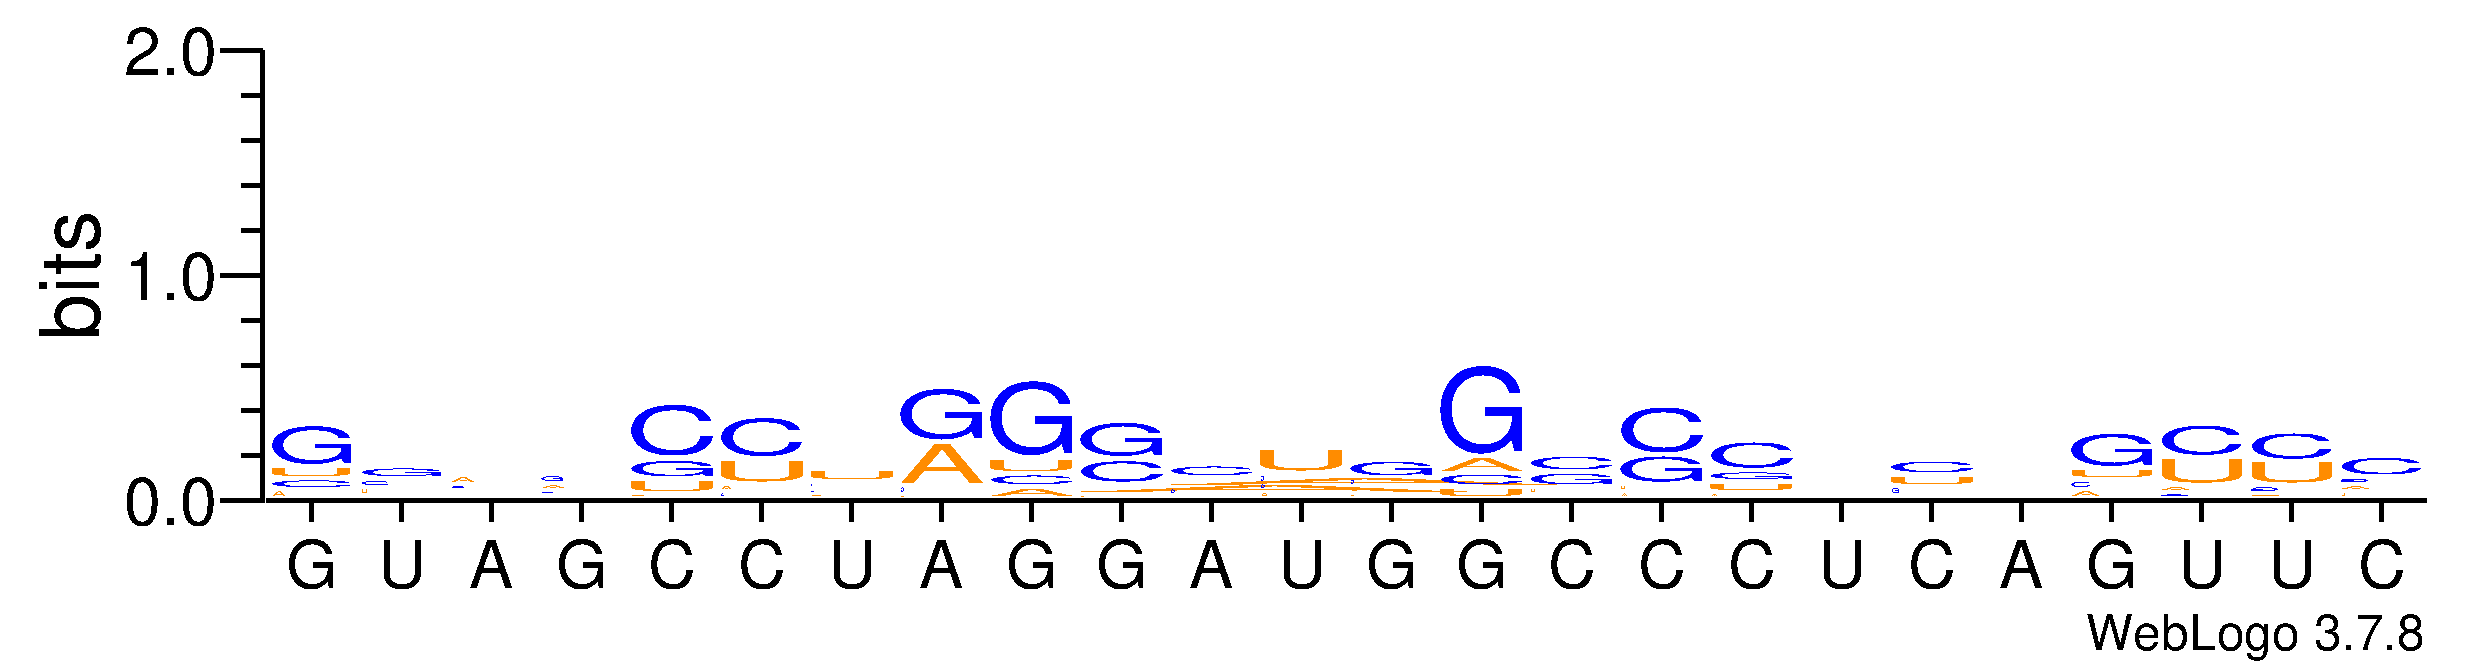 2.0
bits
1.0
0.0
G U A G C C U A G G A U G G C C C U C A G U U C
WebLogo 3.7.8